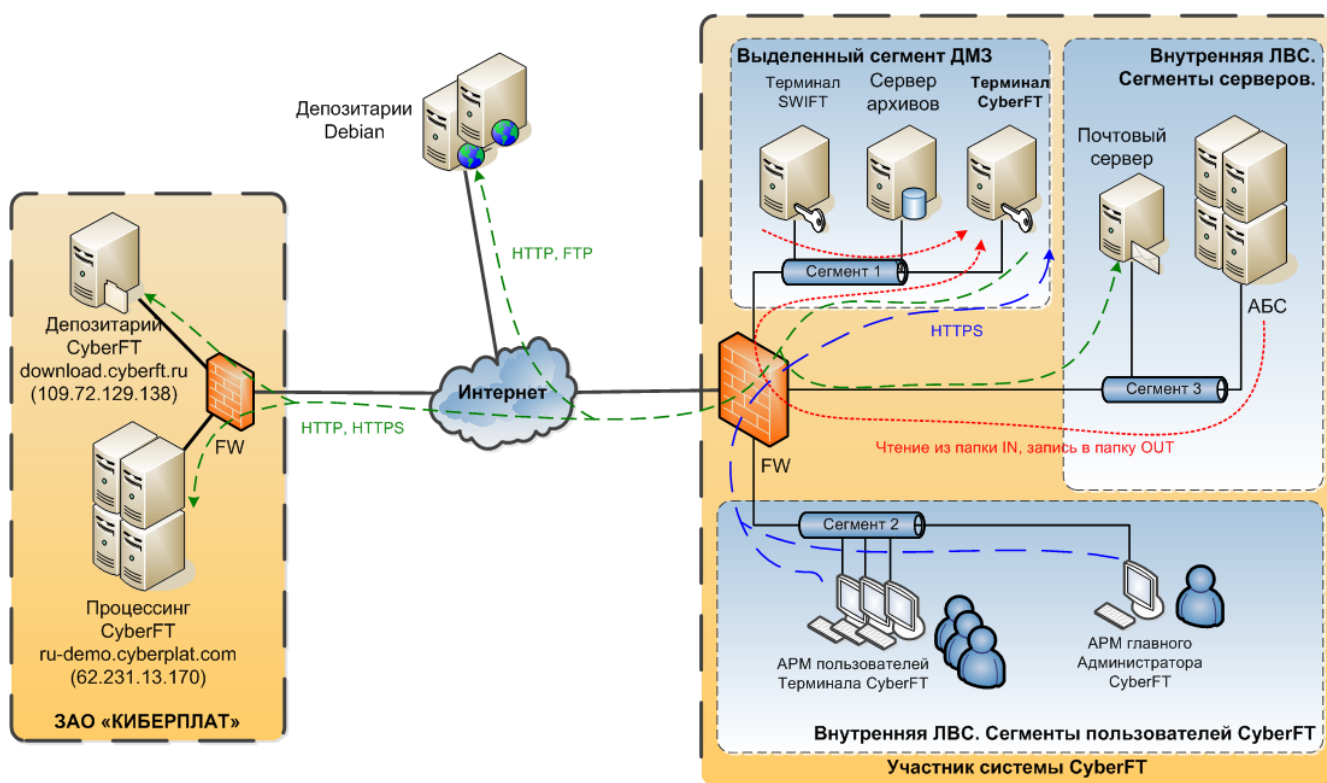 Депозитарии
Debian
HTTP, FTP
Депозитарий
CyberFT
download.cyberft.ru
(109.72.129.138)
FW
HTTP, HTTPS
Процессинг
CyberFT
ru-demo.cyberplat.com
(62.231.13.170)
ЗАО «КИБЕРПЛАТ»
Интернет
Выделенный сегмент ДМЗ
Терминал
SWIFT
Сервер
архивов
Терминал
CyberFT
Сегмент 1
HTTPS
Внутренняя ЛВС.
Сегменты серверов.
Почтовый
сервер
АБС
Сегмент 3
Чтение из папки IN, запись в папку OUT
FW
Сегмент 2
АРМ пользователей
Терминала CyberFT
АРМ главного
Администратора
CyberFT
Внутренняя ЛВС. Сегменты пользователей CyberFT
Участник системы CyberFT